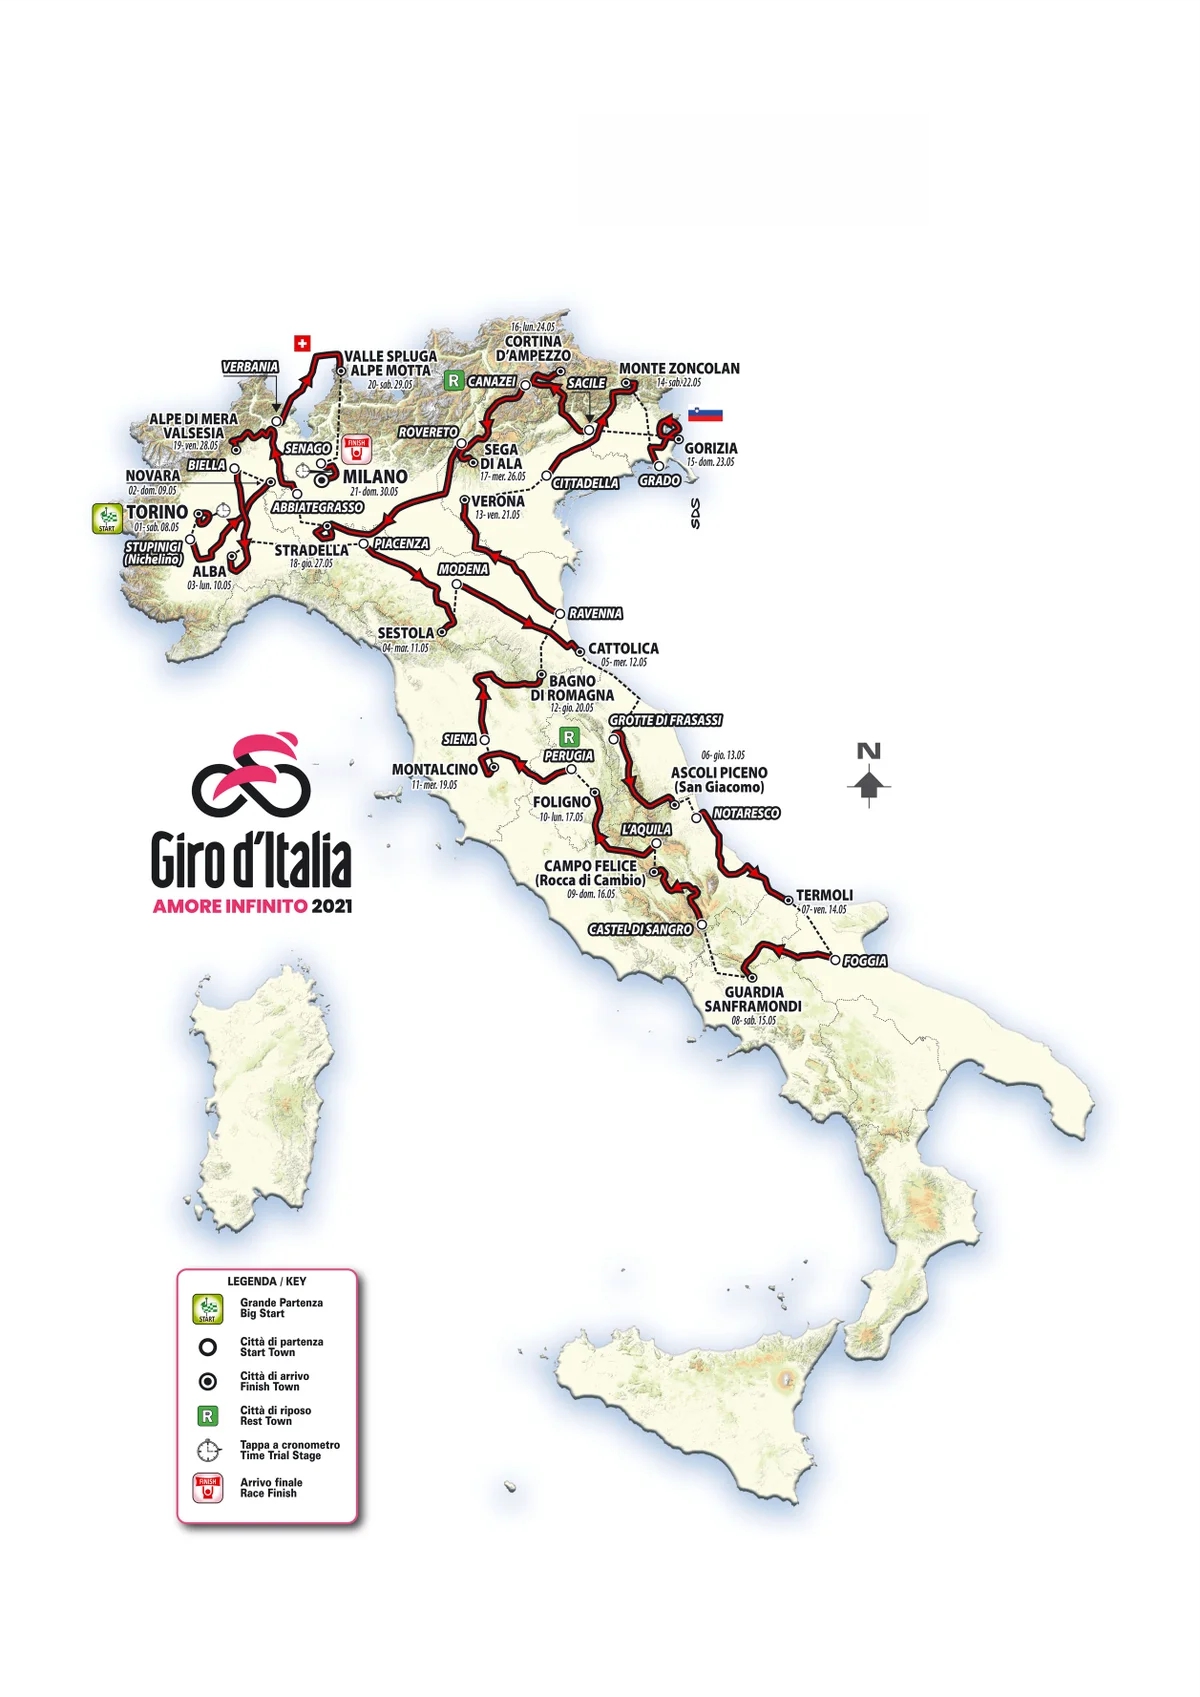 16- lun. 24.05
CORTINA
D'AMPEZZO
VALLE SPLUGA
ALPE MOTTA
20- sab. 29.05
VERBANIA
R
CANAZEI
SACILE
MONTE ZONCOLAN
14- sab. 22.05
ALPE DI MERA
VALSESIA
19- ven. 28.05
SENAGO
FINISH
ROVERETO
SEGA
DI ALA
17- mer. 26.05
GORIZIA
15- dom. 23.05
BIELLA
NOVARA
02- dom. 09.05
MILANO
21- dom. 30.05
CITTADELLA
GRADO
START
TORINO
01- sab. 08.05
ABBIATEGRASSO
VERONA
13- ven. 21.05
SDS
STUPINIGI
(Nichelino)
STRADELLA
18- gio. 27.05
PIACENZA
ALBA
03- lun. 10.05
MODENA
RAVENNA
SESTOLA
04- mar. 11.05
CATTOLICA
05- mer. 12.05
BAGNO
DI ROMAGNA
12- gio. 20.05
GROTTE DI FRASASSI
SIENA
R
PERUGIA
06- gio. 13.05
ASCOLI PICENO
(San Giacomo)
N
MONTALCINO
11- mer. 19.05
FOLIGNO
10- lun. 17.05
NOTARESCO
L'AQUILA
Giro d'Italia
AMORE INFINITO 2021
CAMPO FELICE
(Rocca di Cambio)
09- dom. 16.05
TERMOLI
07- ven. 14.05
CASTEL DI SANGRO
FOGGIA
GUARDIA
SANFRAMONDI
08- sab. 15.05
LEGENDA / KEY
START
Grande Partenza
Big Start
Città di partenza
Start Town
Città di arrivo
Finish Town
R
Città di riposo
Rest Town
Tappa a cronometro
Time Trial Stage
FINISH
Arrivo finale
Race Finish